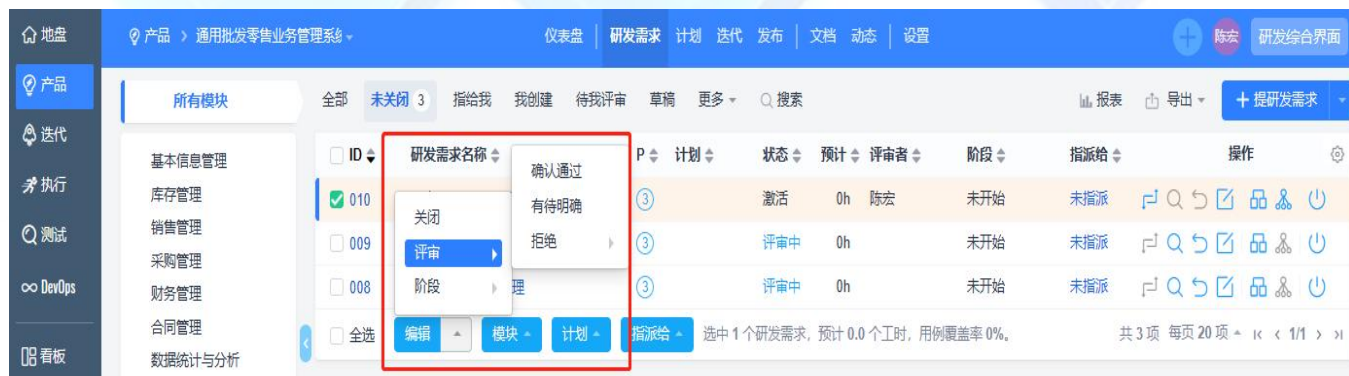 地盘
产品 > 通用批发零售业务管理系
仪表盘 研发需求 计划 迭代 发布 文档 动态 设置
陈宏 研发综合界面
产品
迭代
执行
测试
DevOps
看板
所有模块
基本信息管理
库存管理
销售管理
采购管理
财务管理
合同管理
数据统计与分析
全部 未关闭 3 指给我 我创建 待我评审 草稿 更多 搜索
报表 导出 +提研发需求
ID 研发需求名称 P 计划 状态 预计 评审者 阶段 指派给 操作
010 3 激活 0h 陈宏 未开始 未指派
009 3 评审中 0h 未开始 未指派
008 理 3 评审中 0h 未开始 未指派
关闭
评审
阶段
确认通过
有待明确
拒绝
全选 编辑 模块 计划 指派给 选中 1 个研发需求，预计 0.0 个工时，用例覆盖率 0%。 共 3 项 每页 20 项 1/1